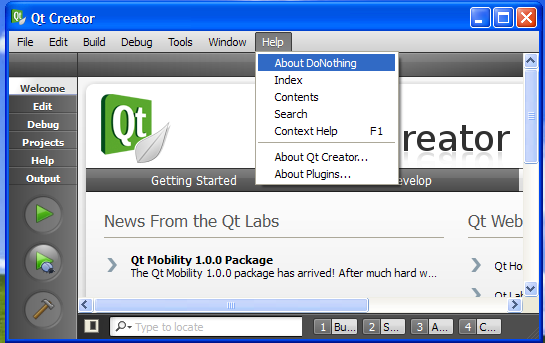 Qt Creator
File Edit Build Debug Tools Window Help
About DoNothing
Index
Contents
Search
Context Help F1
About Qt Creator...
About Plugins...
Welcome
Edit
Debug
Projects
Help
Output
Qt
Creator
Getting Started
evelop
News From the Qt Labs
Qt Web
Qt Mobility 1.0.0 Package
The Qt Mobility 1.0.0 package has arrived! After much hard w...
Qt Ho
Qt Lab
Type to locate
1 Bu... 2 S... 3 A... 4 C...